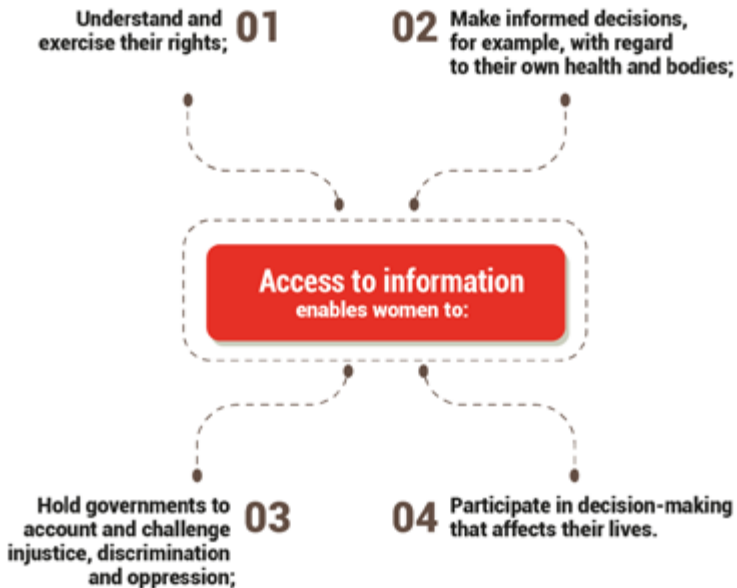 Understand and
exercise their rights;
01
02
Make informed decisions,
for example, with regard
to their own health and bodies;
Access to information
enables women to:
Hold governments to
account and challenge
injustice, discrimination
and oppression;
03
04
Participate in decision-making
that affects their lives.